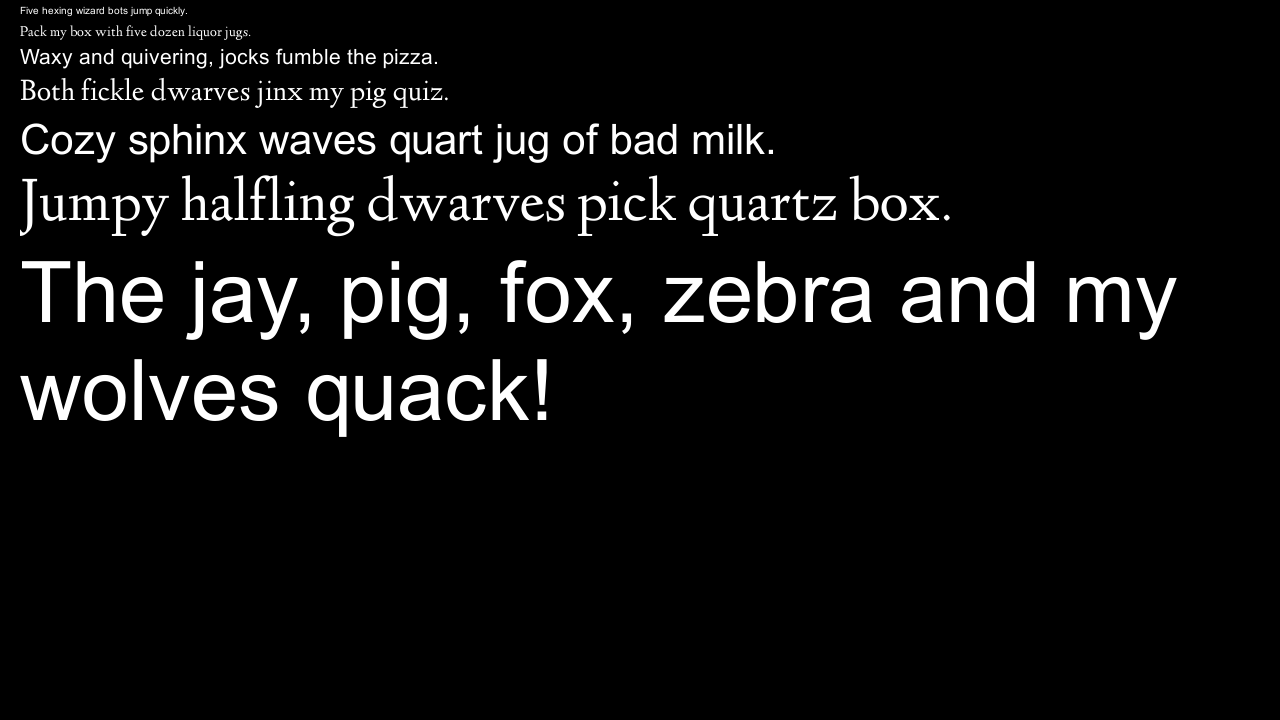 Five hexing wizard bots jump quickly.
Pack my box with five dozen liquor jugs.
Waxy and quivering, jocks fumble the pizza.
Both fickle dwarves jinx my pig quiz.
Cozy sphinx waves quart jug of bad milk.
Jumpy halfling dwarves pick quartz box.
The jay, pig, fox, zebra and my
wolves quack!